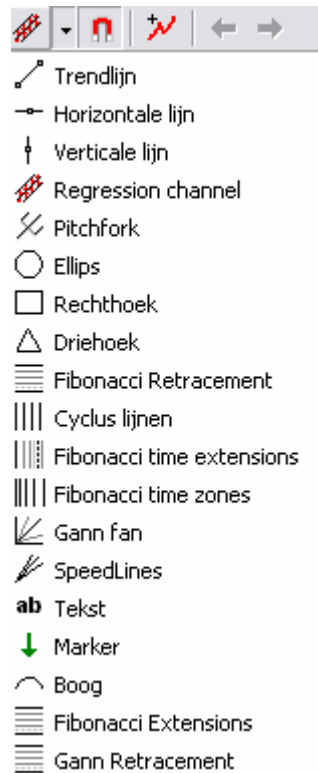 Trendlijn
Horizontale lijn
Verticale lijn
Regression channel
Pitchfork
Ellips
Rechthoek
Driehoek
Fibonacci Retracement
Cyclus lijnen
Fibonacci time extensions
Fibonacci time zones
Gann fan
SpeedLines
ab Tekst
Marker
Boog
Fibonacci Extensions
Gann Retracement